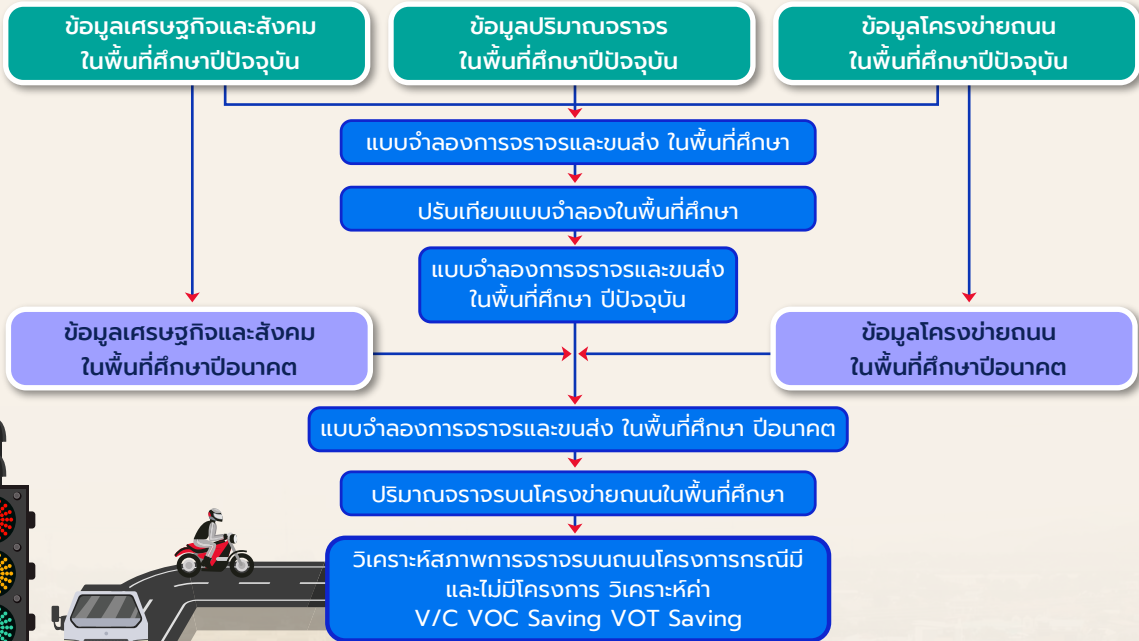 ข้อมูลเศรษฐกิจและสังคม
ในพื้นที่ศึกษาปีปัจจุบัน
ข้อมูลปริมาณจราจร
ในพื้นที่ศึกษาปีปัจจุบัน
ข้อมูลโครงข่ายถนน
ในพื้นที่ศึกษาปีปัจจุบัน
แบบจำลองการจราจรและขนส่ง ในพื้นที่ศึกษา
ปรับเทียบแบบจำลองในพื้นที่ศึกษา
แบบจำลองการจราจรและขนส่ง
ในพื้นที่ศึกษา ปีปัจจุบัน
ข้อมูลเศรษฐกิจและสังคม
ในพื้นที่ศึกษาปีอนาคต
ข้อมูลโครงข่ายถนน
ในพื้นที่ศึกษาปีอนาคต
แบบจำลองการจราจรและขนส่ง ในพื้นที่ศึกษา ปีอนาคต
ปริมาณจราจรบนโครงข่ายถนนในพื้นที่ศึกษา
วิเคราะห์สภาพการจราจรบนถนนโครงการกรณีมี
และไม่มีโครงการ วิเคราะห์ค่า
V/C VOC Saving VOT Saving